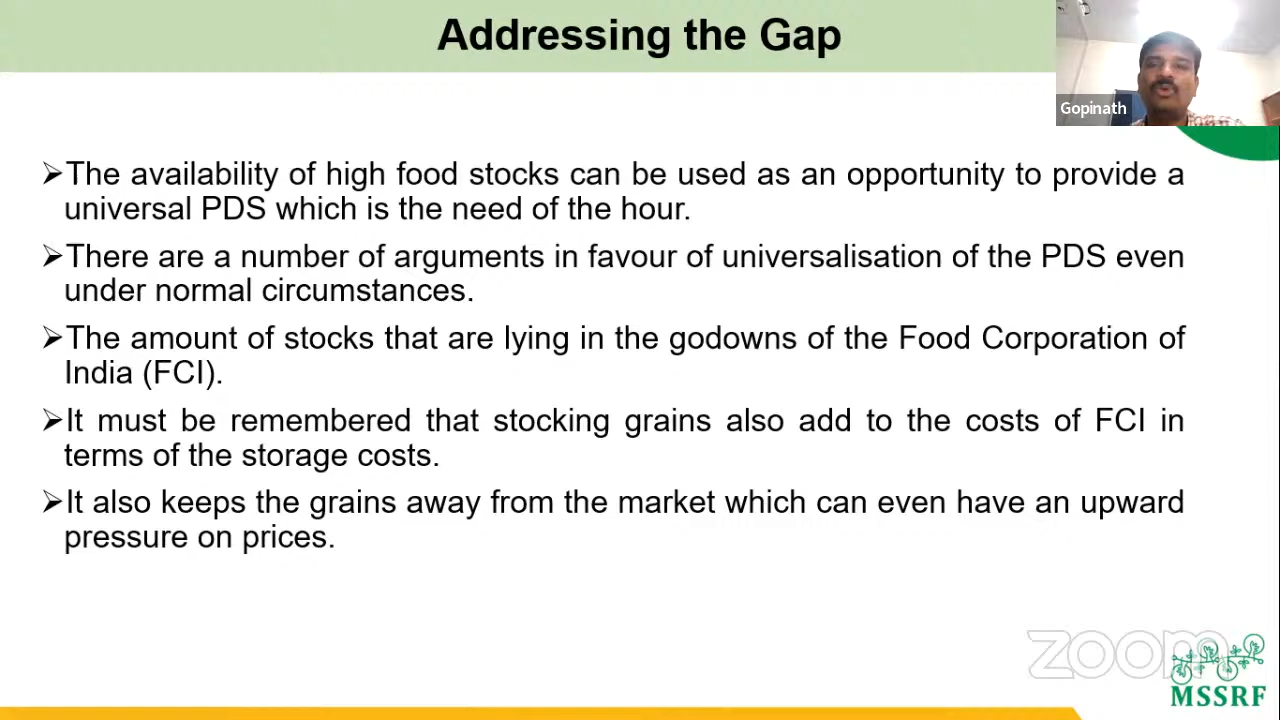 Addressing the Gap
Gopinath
➢The availability of high food stocks can be used as an opportunity to provide a
universal PDS which is the need of the hour.
➢There are a number of arguments in favour of universalisation of the PDS even
under normal circumstances.
➢The amount of stocks that are lying in the godowns of the Food Corporation of
India (FCI).
➢It must be remembered that stocking grains also add to the costs of FCI in
terms of the storage costs.
➢It also keeps the grains away from the market which can even have an upward
pressure on prices.
zoom
MSSRF